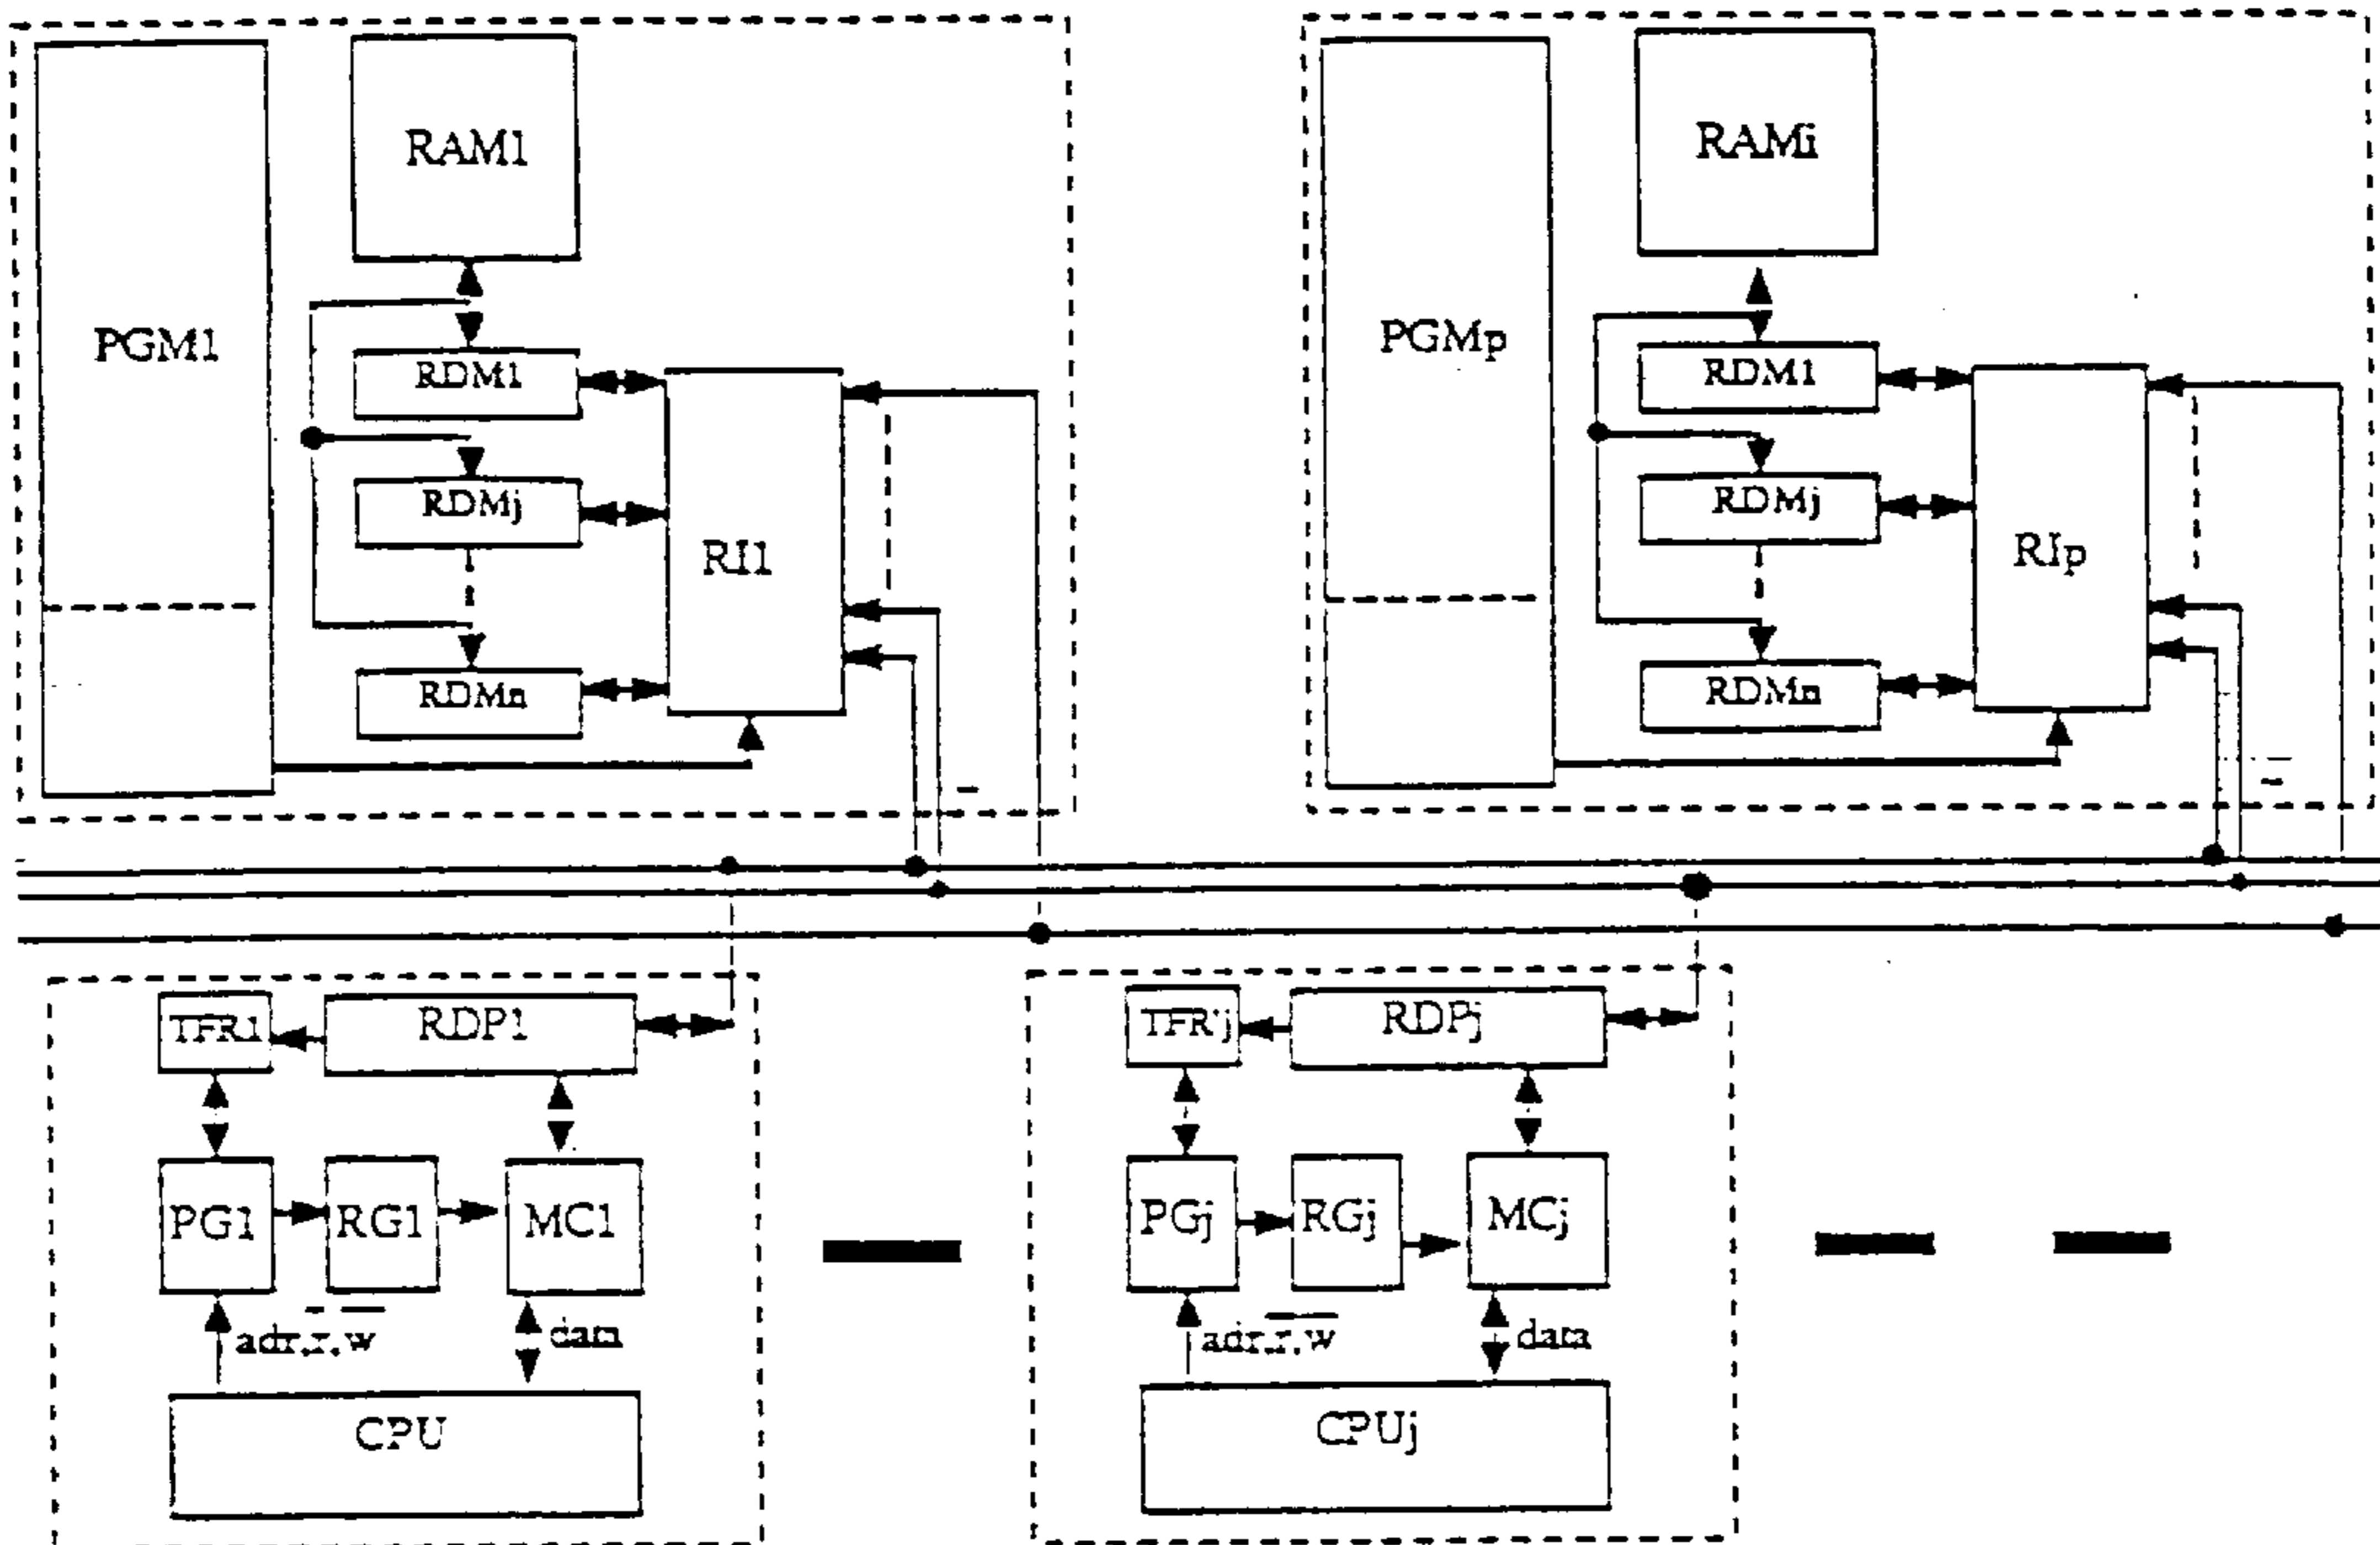 RAM1
PGM1
RDM1
RDMj
RI1
RDMn
RAMi
PGMp
RDM1
RDMj
RIp
RDMn
TFR1
RDP1
PG1
RG1
MC1
adr,r,w
data
CPU
TFRj
RDPj
PGj
RGj
MCj
adr,r,w
data
CPUj